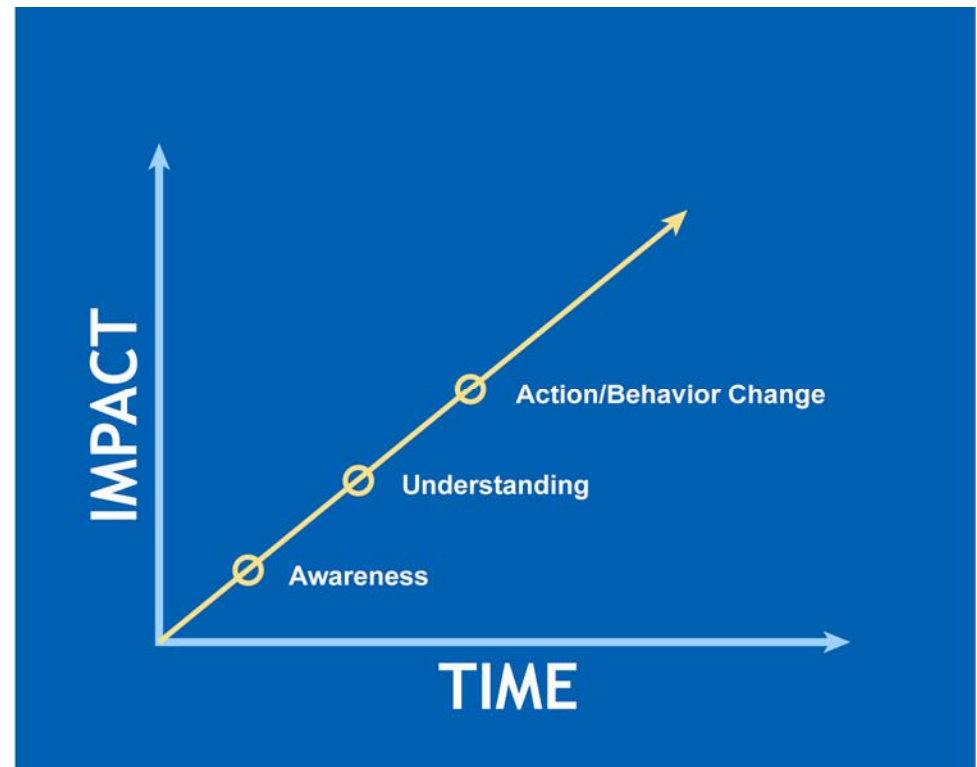 IMPACT
Action/Behavior Change
Understanding
Awareness
TIME